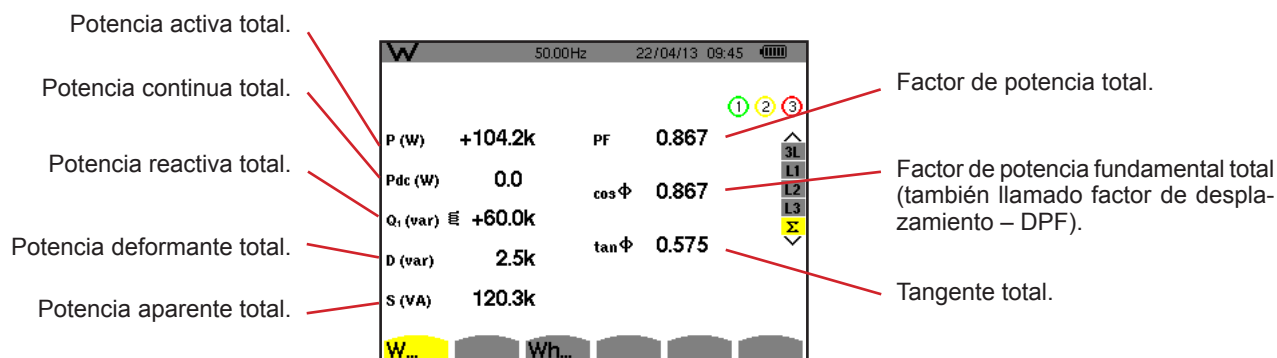 Potencia activa total.
Potencia continua total.
Potencia reactiva total.
Potencia deformante total.
Potencia aparente total.
W 50.00Hz 22/04/13 09:45
1 2 3
P (W) +104.2k PF 0.867
Pdc (W) 0.0 cos Φ 0.867
Q₁ (var) +60.0k tan Φ 0.575
D (var) 2.5k
S (VA) 120.3k
3L
L1
L2
L3
Σ
W... Wh...
Factor de potencia total.
Factor de potencia fundamental total
(también llamado factor de despla-
zamiento – DPF).
Tangente total.